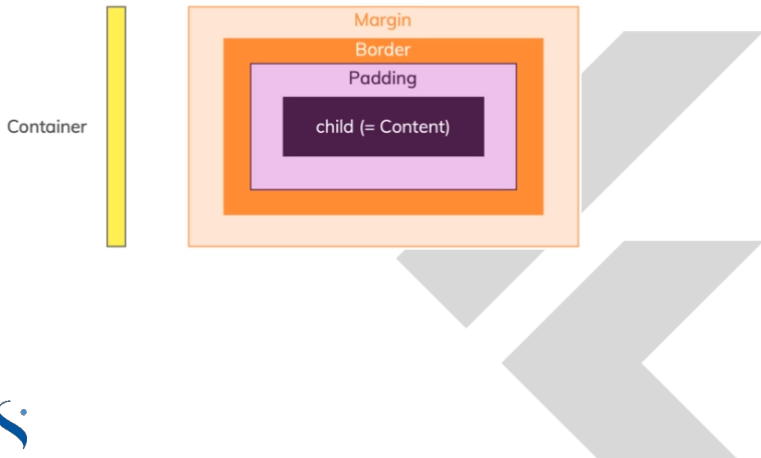 Margin
Border
Padding
Container
child (= Content)